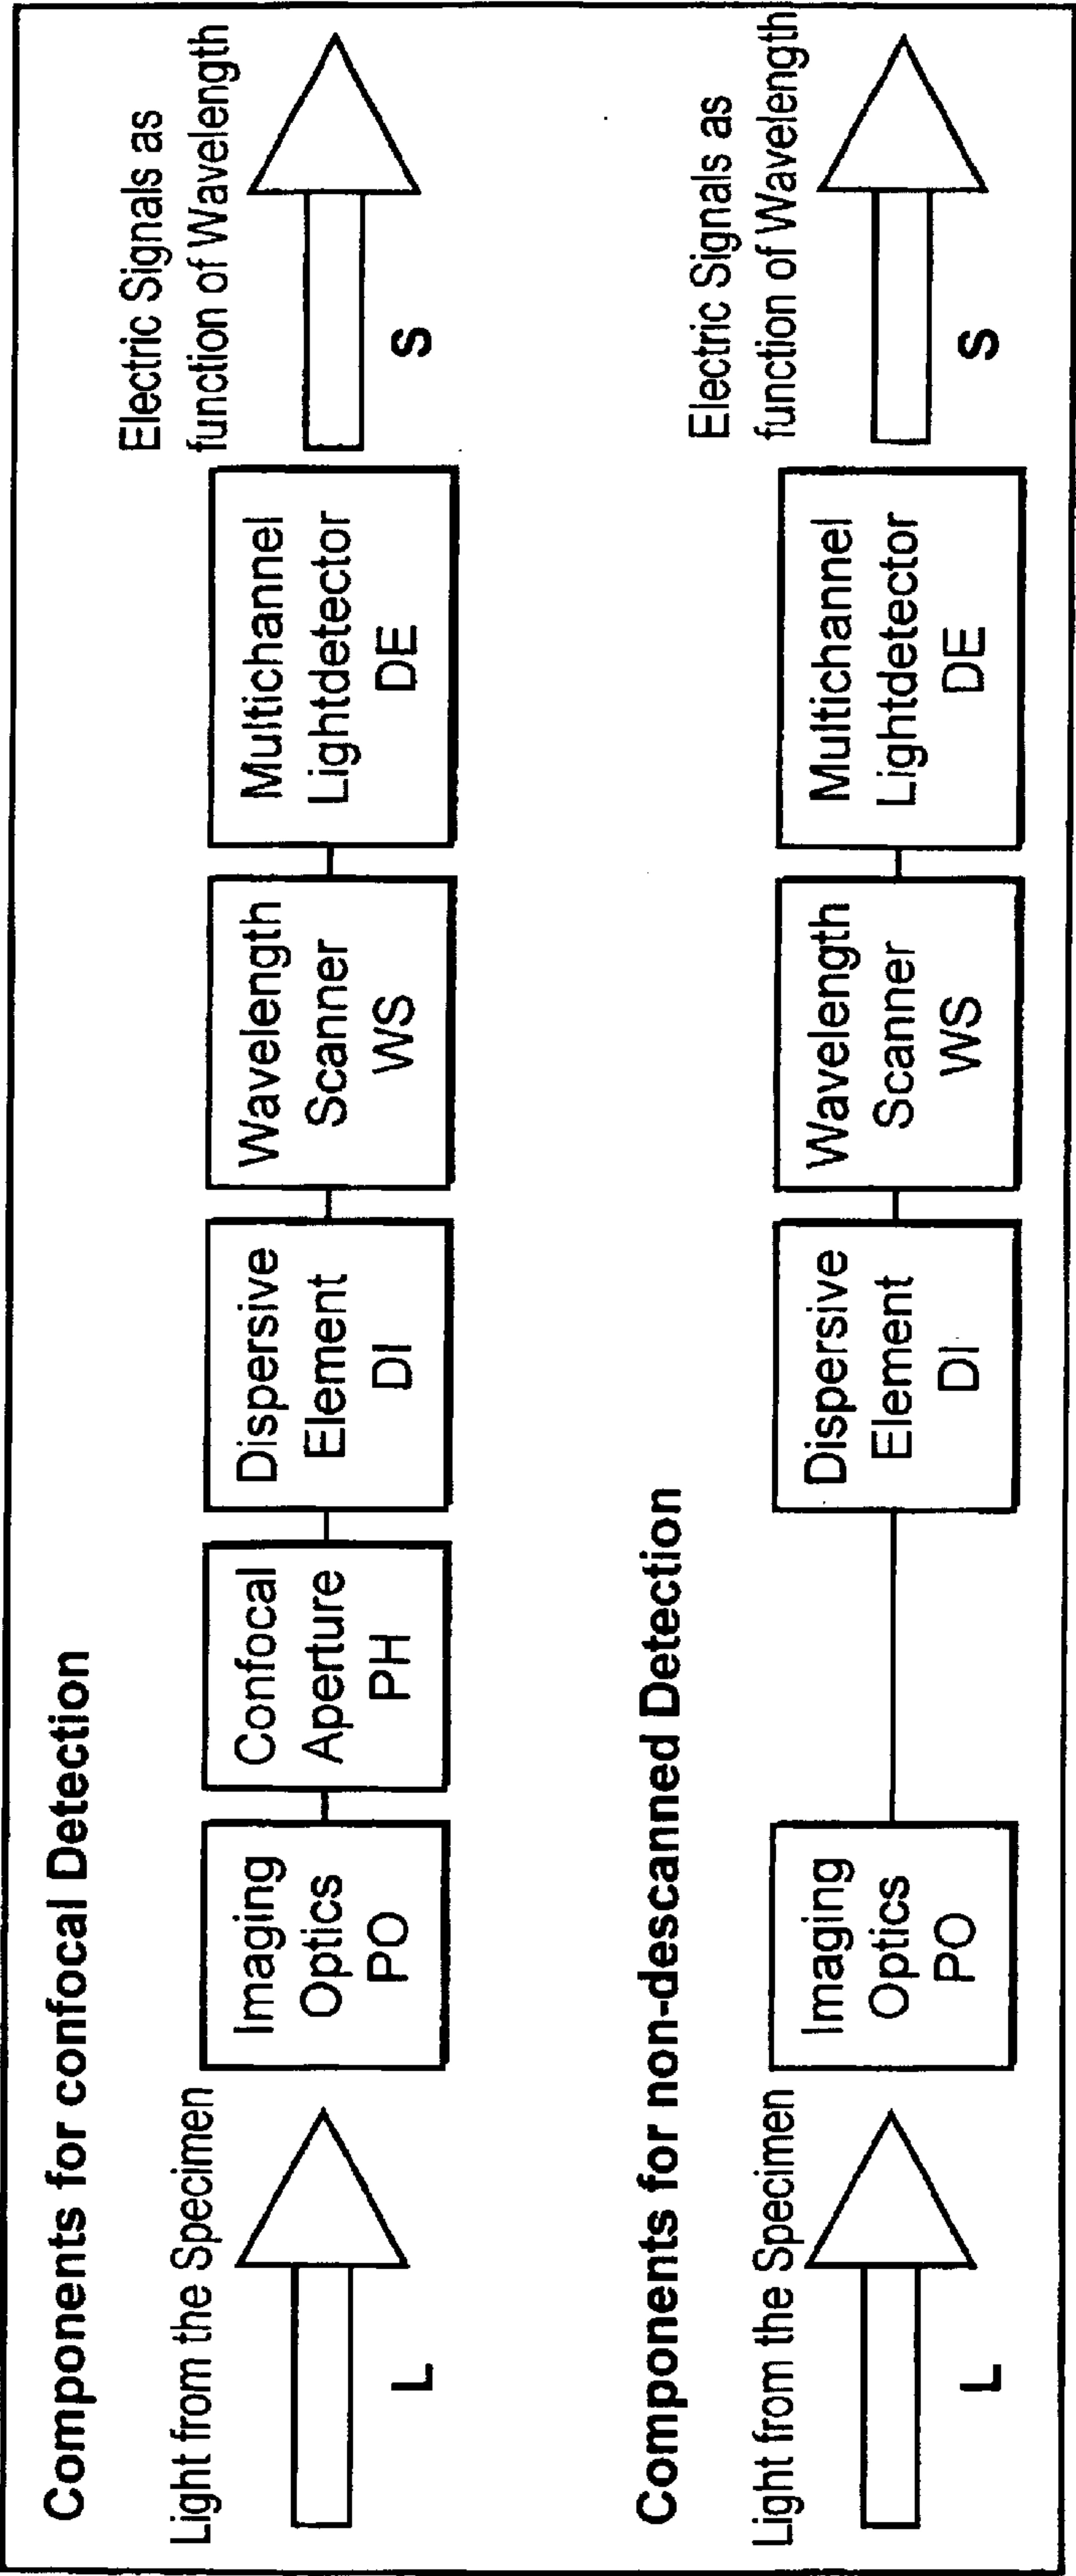 Components for confocal Detection
Light from the Specimen
L
Imaging
Optics
PO
Confocal
Aperture
PH
Dispersive
Element
DI
Wavelength
Scanner
WS
Multichannel
Lightdetector
DE
Electric Signals as
function of Wavelength
S
Components for non-descanned Detection
Light from the Specimen
L
Imaging
Optics
PO
Dispersive
Element
DI
Wavelength
Scanner
WS
Multichannel
Lightdetector
DE
Electric Signals as
function of Wavelength
S